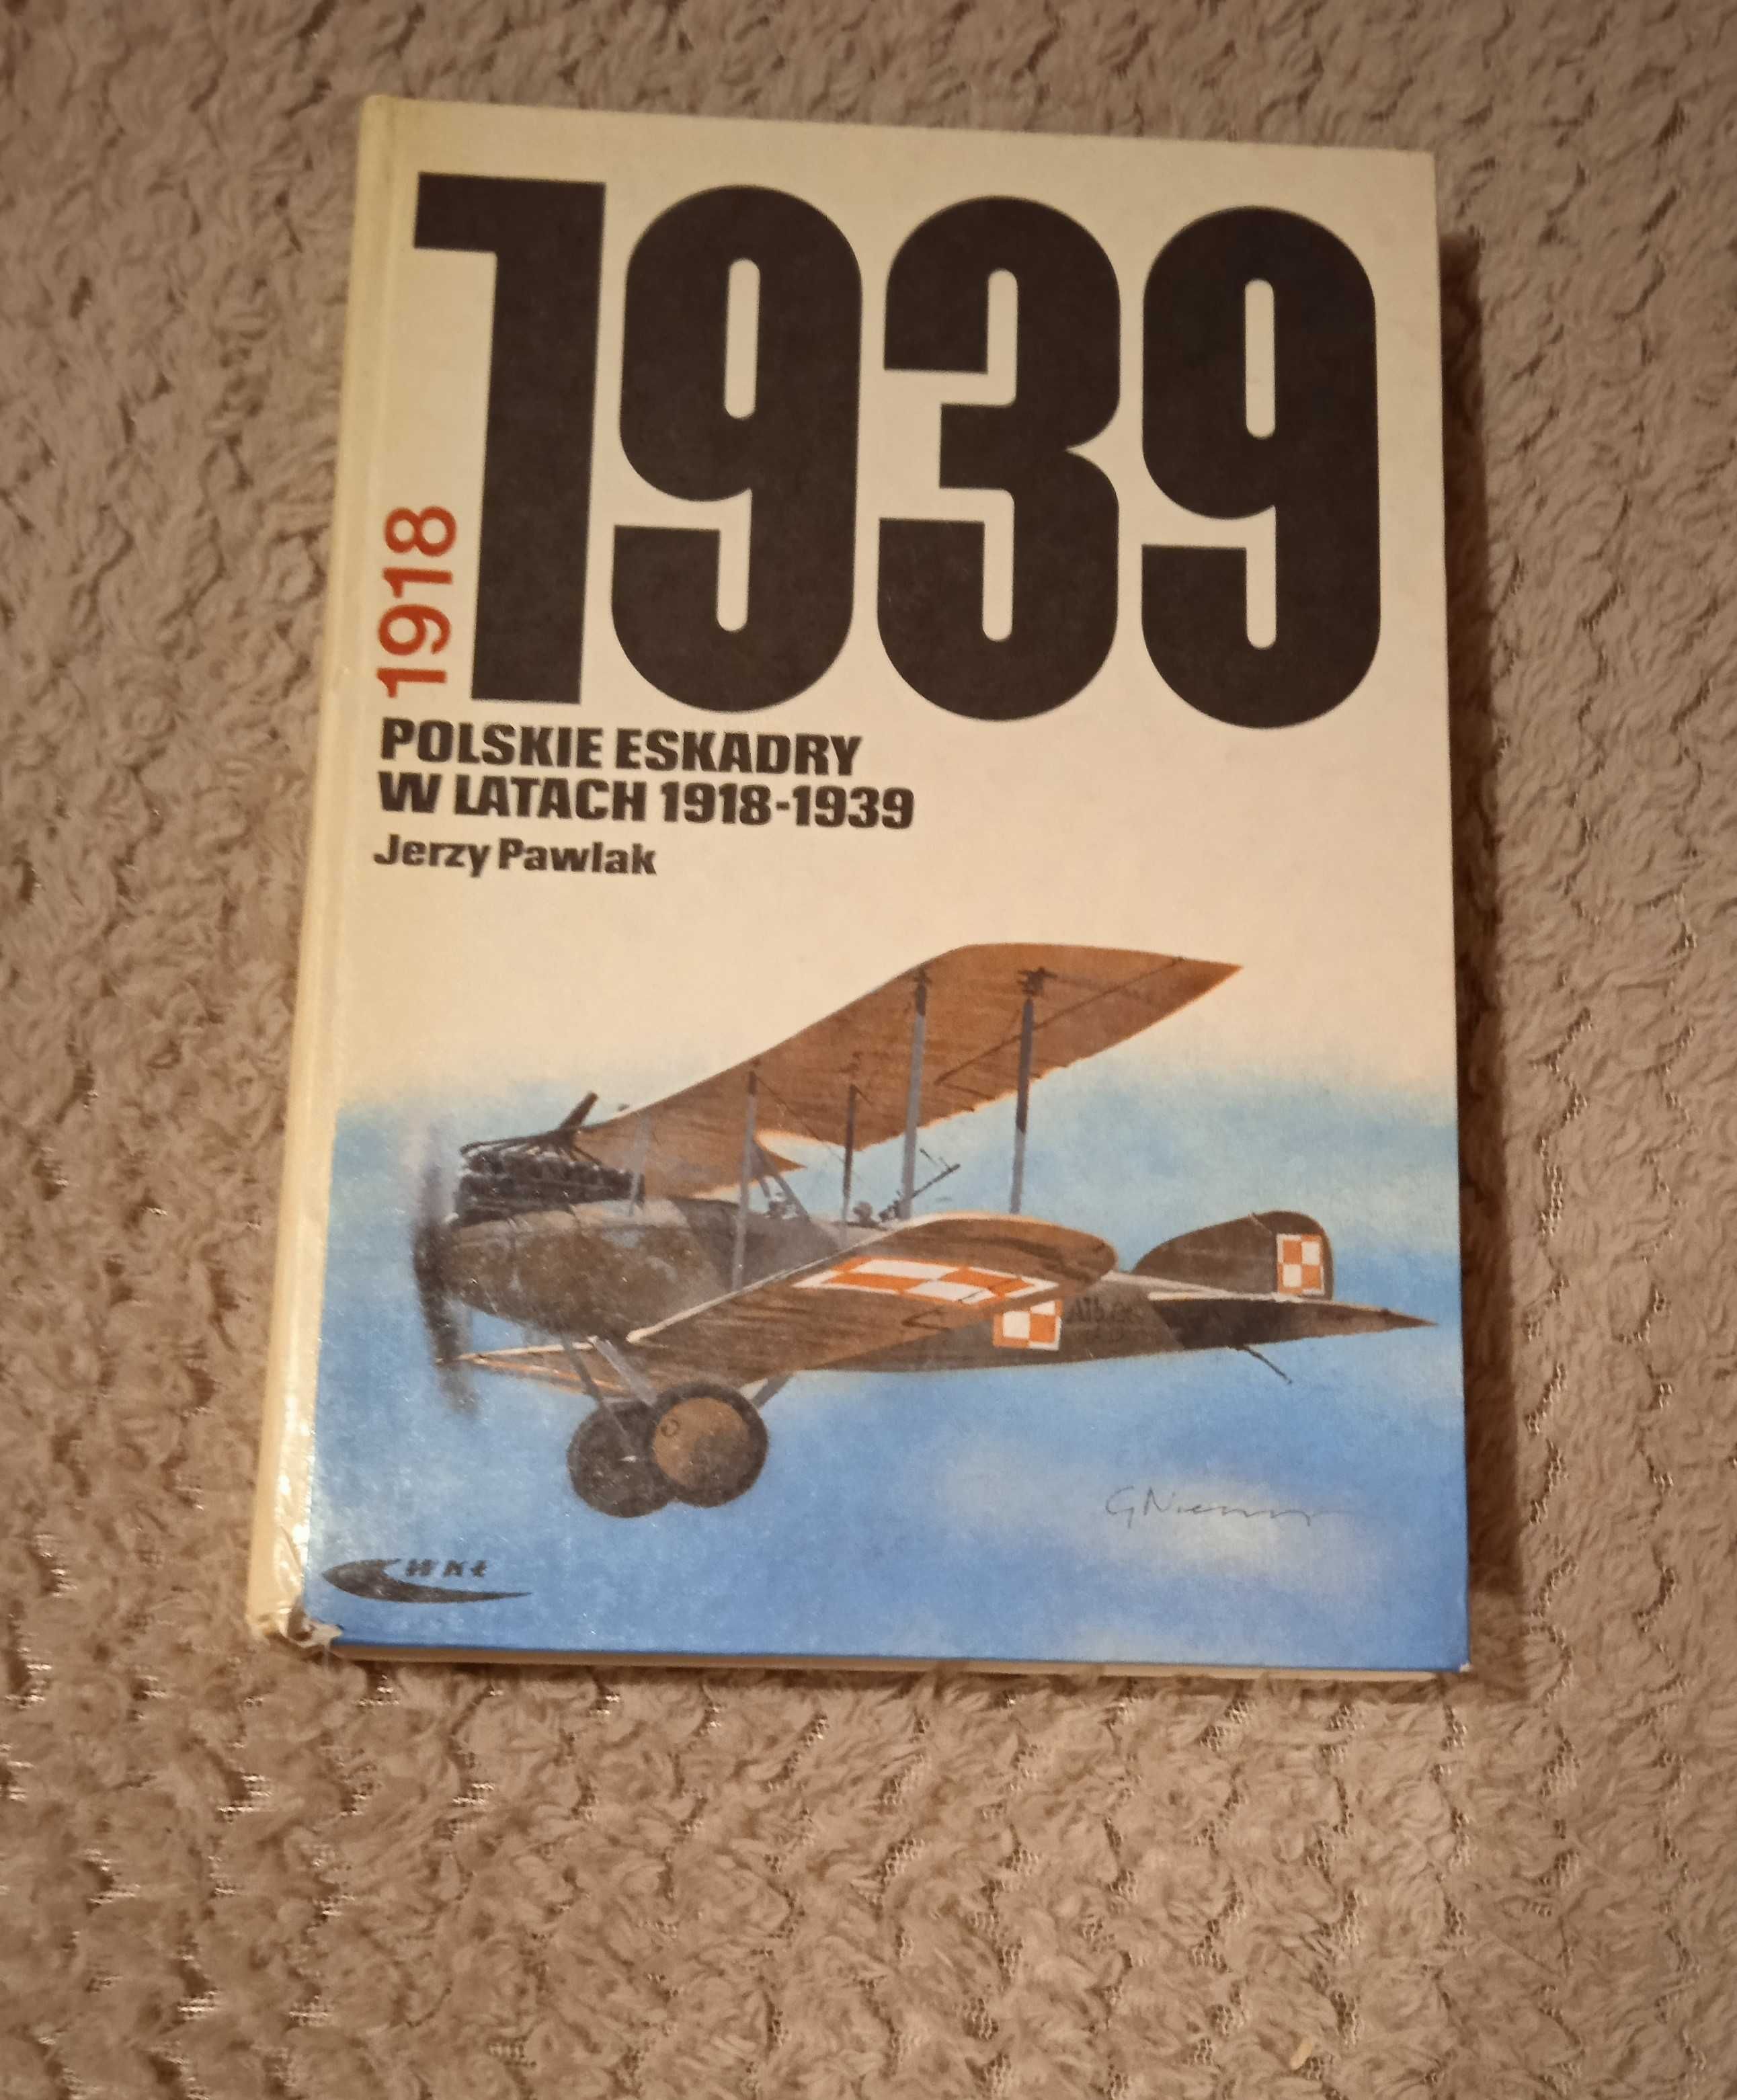 1939
1918
POLSKIE ESKADRY
W LATACH 1918-1939
Jerzy Pawlak
WKŁ